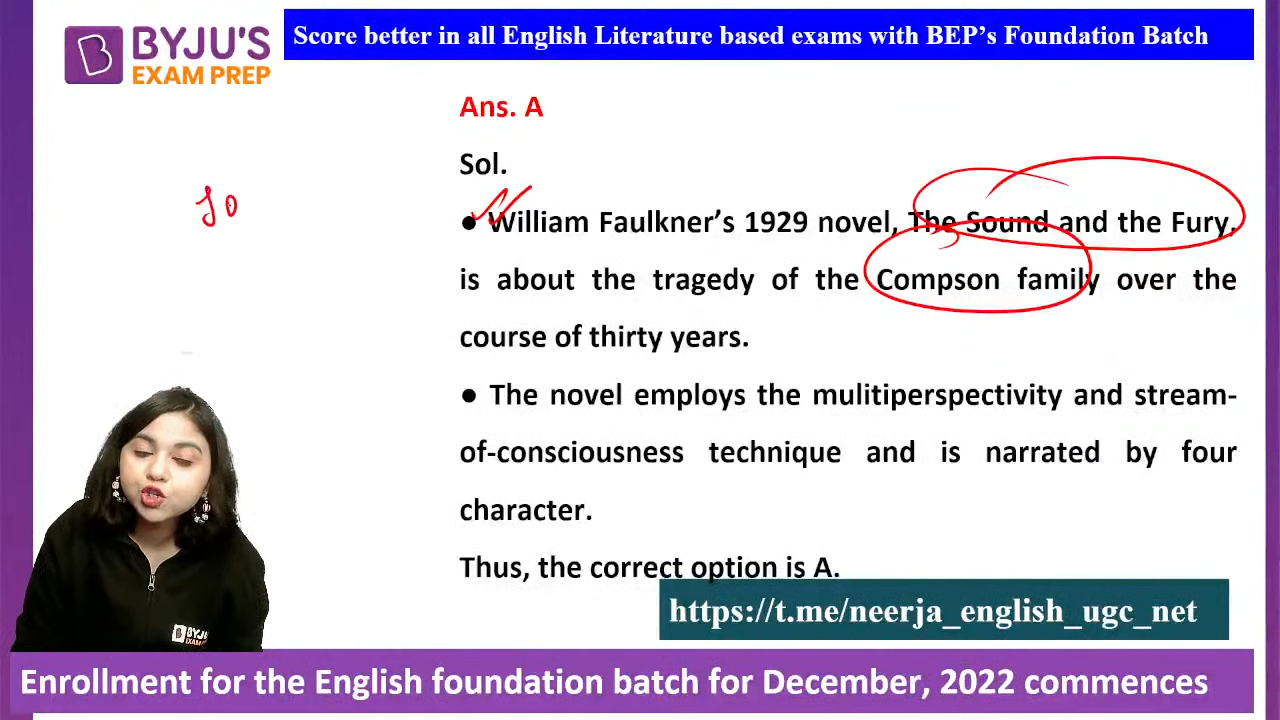 BYJU'S
EXAM PREP
Score better in all English Literature based exams with BEP's Foundation Batch
Ans. A
Sol.
● William Faulkner's 1929 novel, The Sound and the Fury,
is about the tragedy of the Compson family over the
course of thirty years.
● The novel employs the mulitiperspectivity and stream-
of-consciousness technique and is narrated by four
character.
Thus, the correct option is A.
https://t.me/neerja_english_ugc_net
BYJU'S
EXAM PREP
Enrollment for the English foundation batch for December, 2022 commences